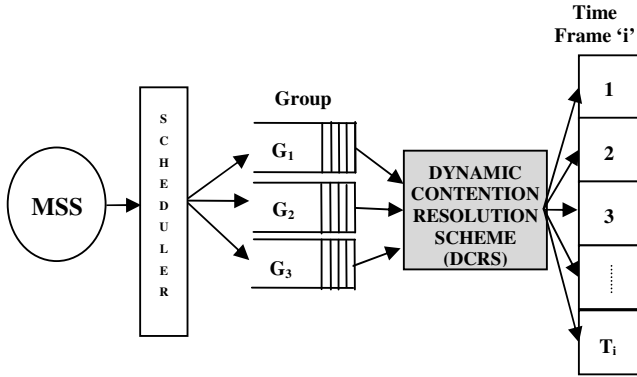 Time
Frame ‘i’
Group
S
C
H
E
D
U
L
E
R
MSS
G₁
G₂
G₃
DYNAMIC
CONTENTION
RESOLUTION
SCHEME
(DCRS)
1
2
3
......
Tᵢ